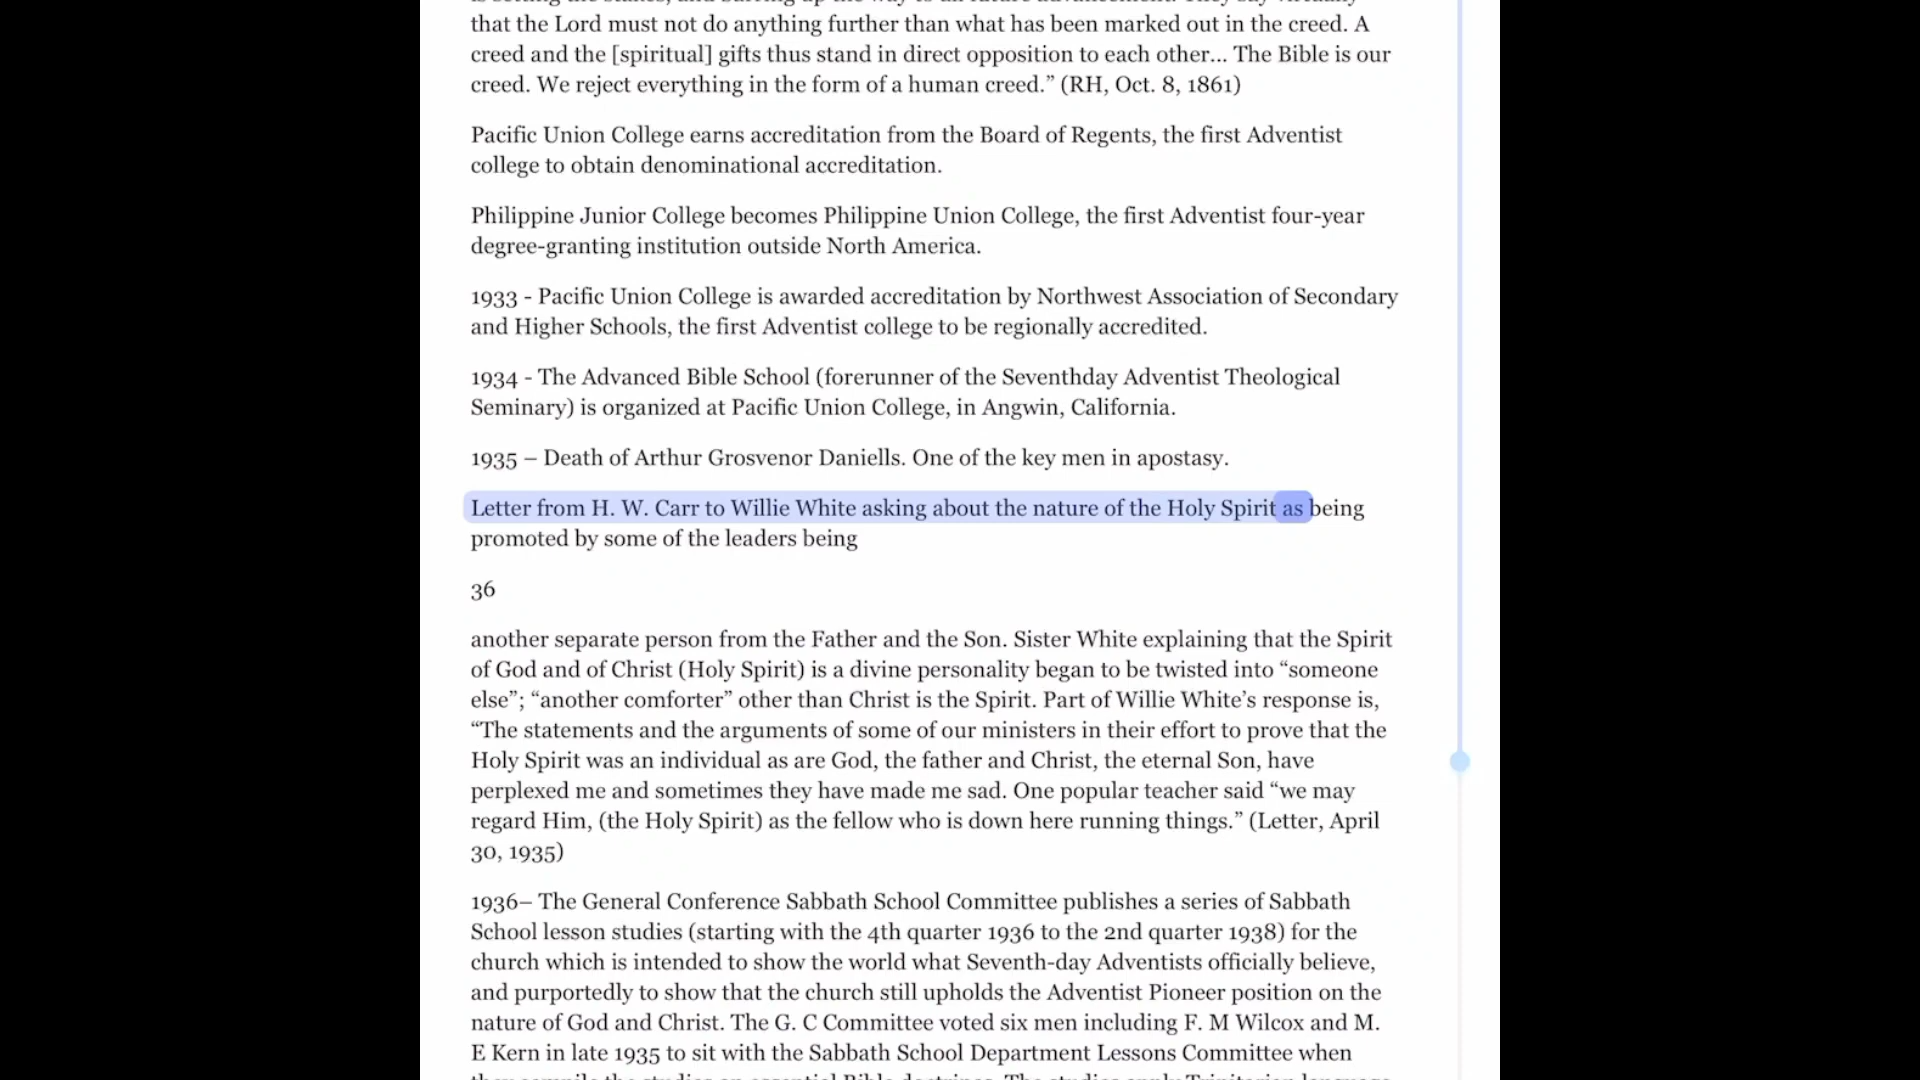 that the Lord must not do anything further than what has been marked out in the creed. A
creed and the [spiritual] gifts thus stand in direct opposition to each other... The Bible is our
creed. We reject everything in the form of a human creed.” (RH, Oct. 8, 1861)
Pacific Union College earns accreditation from the Board of Regents, the first Adventist
college to obtain denominational accreditation.
Philippine Junior College becomes Philippine Union College, the first Adventist four-year
degree-granting institution outside North America.
1933 - Pacific Union College is awarded accreditation by Northwest Association of Secondary
and Higher Schools, the first Adventist college to be regionally accredited.
1934 - The Advanced Bible School (forerunner of the Seventhday Adventist Theological
Seminary) is organized at Pacific Union College, in Angwin, California.
1935 – Death of Arthur Grosvenor Daniells. One of the key men in apostasy.
Letter from H. W. Carr to Willie White asking about the nature of the Holy Spirit as being
promoted by some of the leaders being
36
another separate person from the Father and the Son. Sister White explaining that the Spirit
of God and of Christ (Holy Spirit) is a divine personality began to be twisted into “someone
else”; “another comforter” other than Christ is the Spirit. Part of Willie White’s response is,
“The statements and the arguments of some of our ministers in their effort to prove that the
Holy Spirit was an individual as are God, the father and Christ, the eternal Son, have
perplexed me and sometimes they have made me sad. One popular teacher said “we may
regard Him, (the Holy Spirit) as the fellow who is down here running things.” (Letter, April
30, 1935)
1936– The General Conference Sabbath School Committee publishes a series of Sabbath
School lesson studies (starting with the 4th quarter 1936 to the 2nd quarter 1938) for the
church which is intended to show the world what Seventh-day Adventists officially believe,
and purportedly to show that the church still upholds the Adventist Pioneer position on the
nature of God and Christ. The G. C Committee voted six men including F. M Wilcox and M.
E Kern in late 1935 to sit with the Sabbath School Department Lessons Committee when